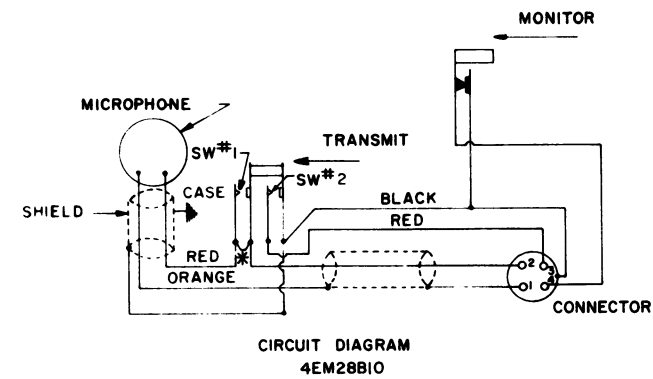 MONITOR
MICROPHONE
SW#1
TRANSMIT
SW#2
CASE
BLACK
SHIELD
RED
RED
ORANGE
*
2
3
4
1
CONNECTOR
CIRCUIT DIAGRAM
4EM28B10